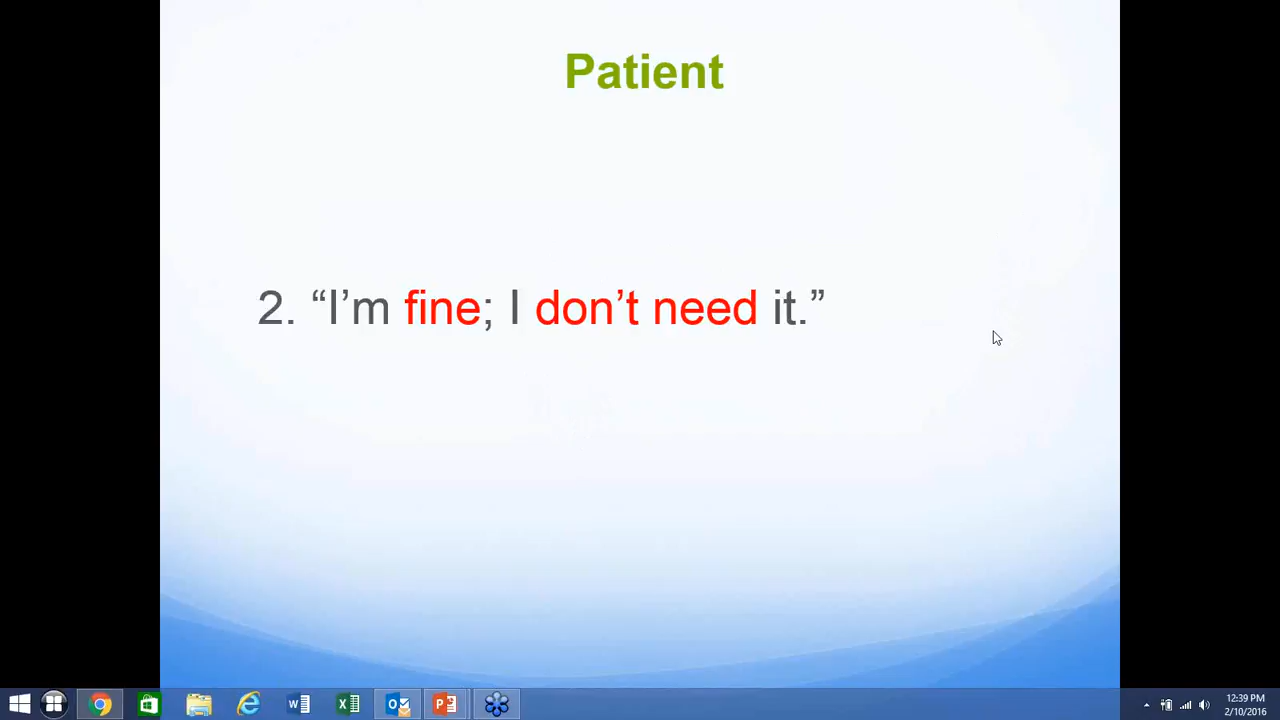 Patient
2. “I’m fine; I don’t need it.”
12:39 PM
2/10/2016